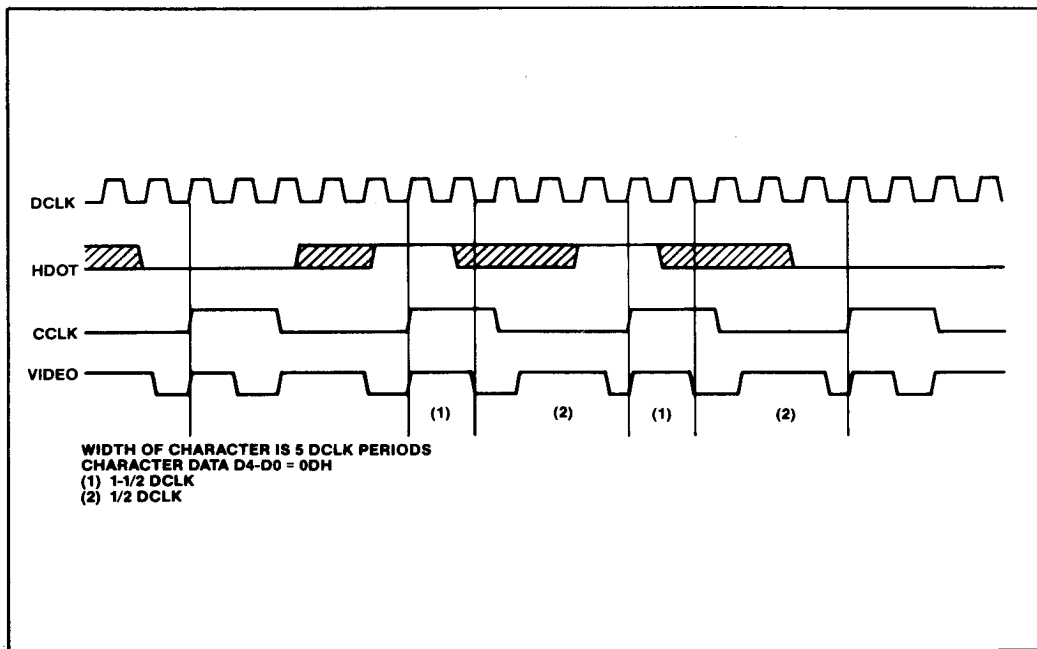 DCLK
HDOT
CCLK
VIDEO
(1)
(2)
(1)
(2)
WIDTH OF CHARACTER IS 5 DCLK PERIODS
CHARACTER DATA D4-D0 = 0DH
(1) 1-1/2 DCLK
(2) 1/2 DCLK